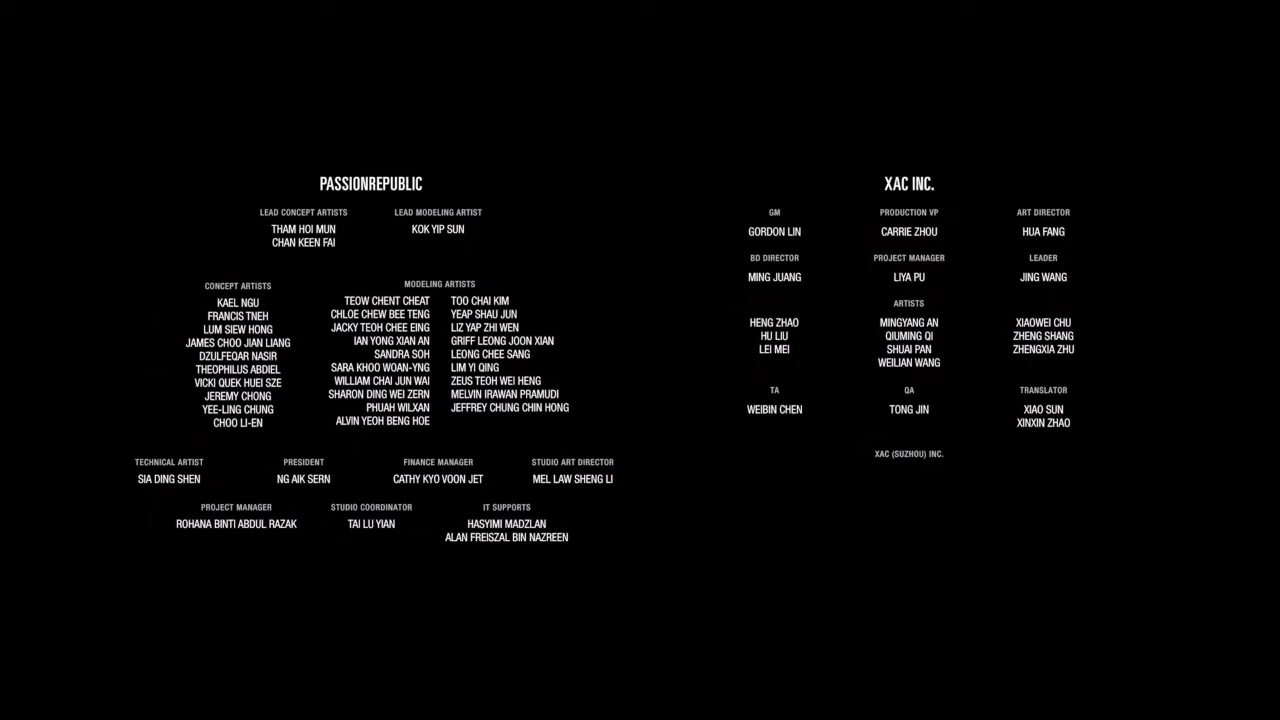 PASSIONREPUBLIC
LEAD CONCEPT ARTISTS
THAM HOI MUN
CHAN KEEN FAI
LEAD MODELING ARTIST
KOK YIP SUN
CONCEPT ARTISTS
KAEL NGU
FRANCIS TNEH
LUM SIEW HONG
JAMES CHOO JIAN LIANG
DZULFEQAR NASIR
THEOPHILUS ABDIEL
VICKI QUEK HUEI SZE
JEREMY CHONG
YEE-LING CHUNG
CHOO LI-EN
MODELING ARTISTS
TEOW CHENT CHEAT
CHLOE CHEW BEE TENG
JACKY TEOH CHEE EING
IAN YONG XIAN AN
SANDRA SOH
SARA KHOO WOAN-YNG
WILLIAM CHAI JUN WAI
SHARON DING WEI ZERN
PHUAH WILXAN
ALVIN YEOH BENG HOE
TOO CHAI KIM
YEAP SHAU JUN
LIZ YAP ZHI WEN
GRIFF LEONG JOON XIAN
LEONG CHEE SANG
LIM YI QING
ZEUS TEOH WEI HENG
MELVIN IRAWAN PRAMUDI
JEFFREY CHUNG CHIN HONG
TECHNICAL ARTIST
SIA DING SHEN
PRESIDENT
NG AIK SERN
FINANCE MANAGER
CATHY KYO VOON JET
STUDIO ART DIRECTOR
MEL LAW SHENG LI
PROJECT MANAGER
ROHANA BINTI ABDUL RAZAK
STUDIO COORDINATOR
TAI LU YIAN
IT SUPPORTS
HASYIMI MADZLAN
ALAN FREISZAL BIN NAZREEN
XAC INC.
GM
GORDON LIN
PRODUCTION VP
CARRIE ZHOU
ART DIRECTOR
HUA FANG
BD DIRECTOR
MING JUANG
PROJECT MANAGER
LIYA PU
LEADER
JING WANG
ARTISTS
HENG ZHAO
HU LIU
LEI MEI
MINGYANG AN
QIUMING QI
SHUAI PAN
WEILIAN WANG
XIAOWEI CHU
ZHENG SHANG
ZHENGXIA ZHU
TA
WEIBIN CHEN
QA
TONG JIN
TRANSLATOR
XIAO SUN
XINXIN ZHAO
XAC (SUZHOU) INC.